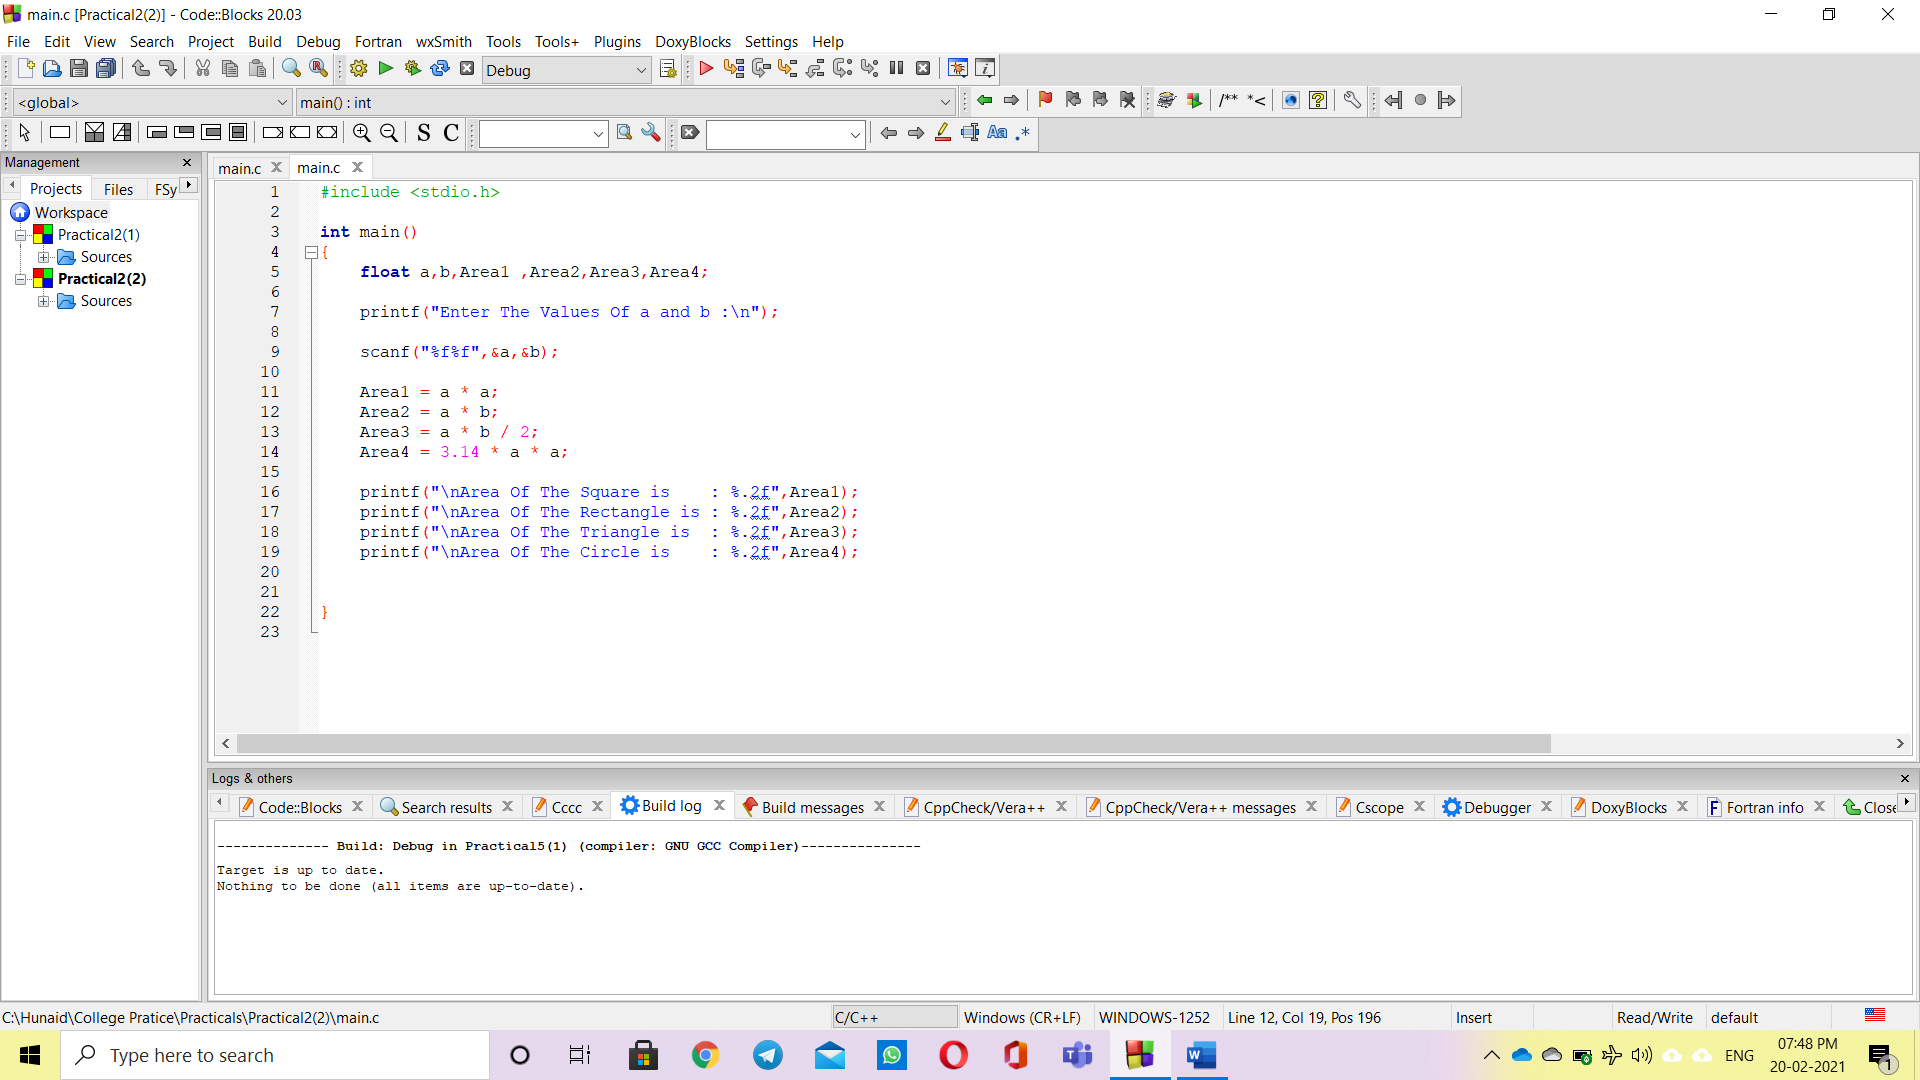 main.c [Practical2(2)] - Code::Blocks 20.03
File Edit View Search Project Build Debug Fortran wxSmith Tools Tools+ Plugins DoxyBlocks Settings Help
Debug
<global> main() : int
/** *<
S C Aa .*
Management
Projects Files FSy
Workspace
Practical2(1)
Sources
Practical2(2)
Sources
main.c main.c
1 #include <stdio.h>
2
3 int main()
4 {
5 float a,b,Area1 ,Area2,Area3,Area4;
6
7 printf("Enter The Values Of a and b :\n");
8
9 scanf("%f%f",&a,&b);
10
11 Area1 = a * a;
12 Area2 = a * b;
13 Area3 = a * b / 2;
14 Area4 = 3.14 * a * a;
15
16 printf("\nArea Of The Square is    : %.2f",Area1);
17 printf("\nArea Of The Rectangle is : %.2f",Area2);
18 printf("\nArea Of The Triangle is  : %.2f",Area3);
19 printf("\nArea Of The Circle is    : %.2f",Area4);
20
21
22 }
23
Logs & others
Code::Blocks Search results Cccc Build log Build messages CppCheck/Vera++ CppCheck/Vera++ messages Cscope Debugger DoxyBlocks Fortran info Close
-------------- Build: Debug in Practical5(1) (compiler: GNU GCC Compiler)---------------
Target is up to date.
Nothing to be done (all items are up-to-date).
C:\Hunaid\College Pratice\Practicals\Practical2(2)\main.c C/C++ Windows (CR+LF) WINDOWS-1252 Line 12, Col 19, Pos 196 Insert Read/Write default
Type here to search
ENG
07:48 PM
20-02-2021
1